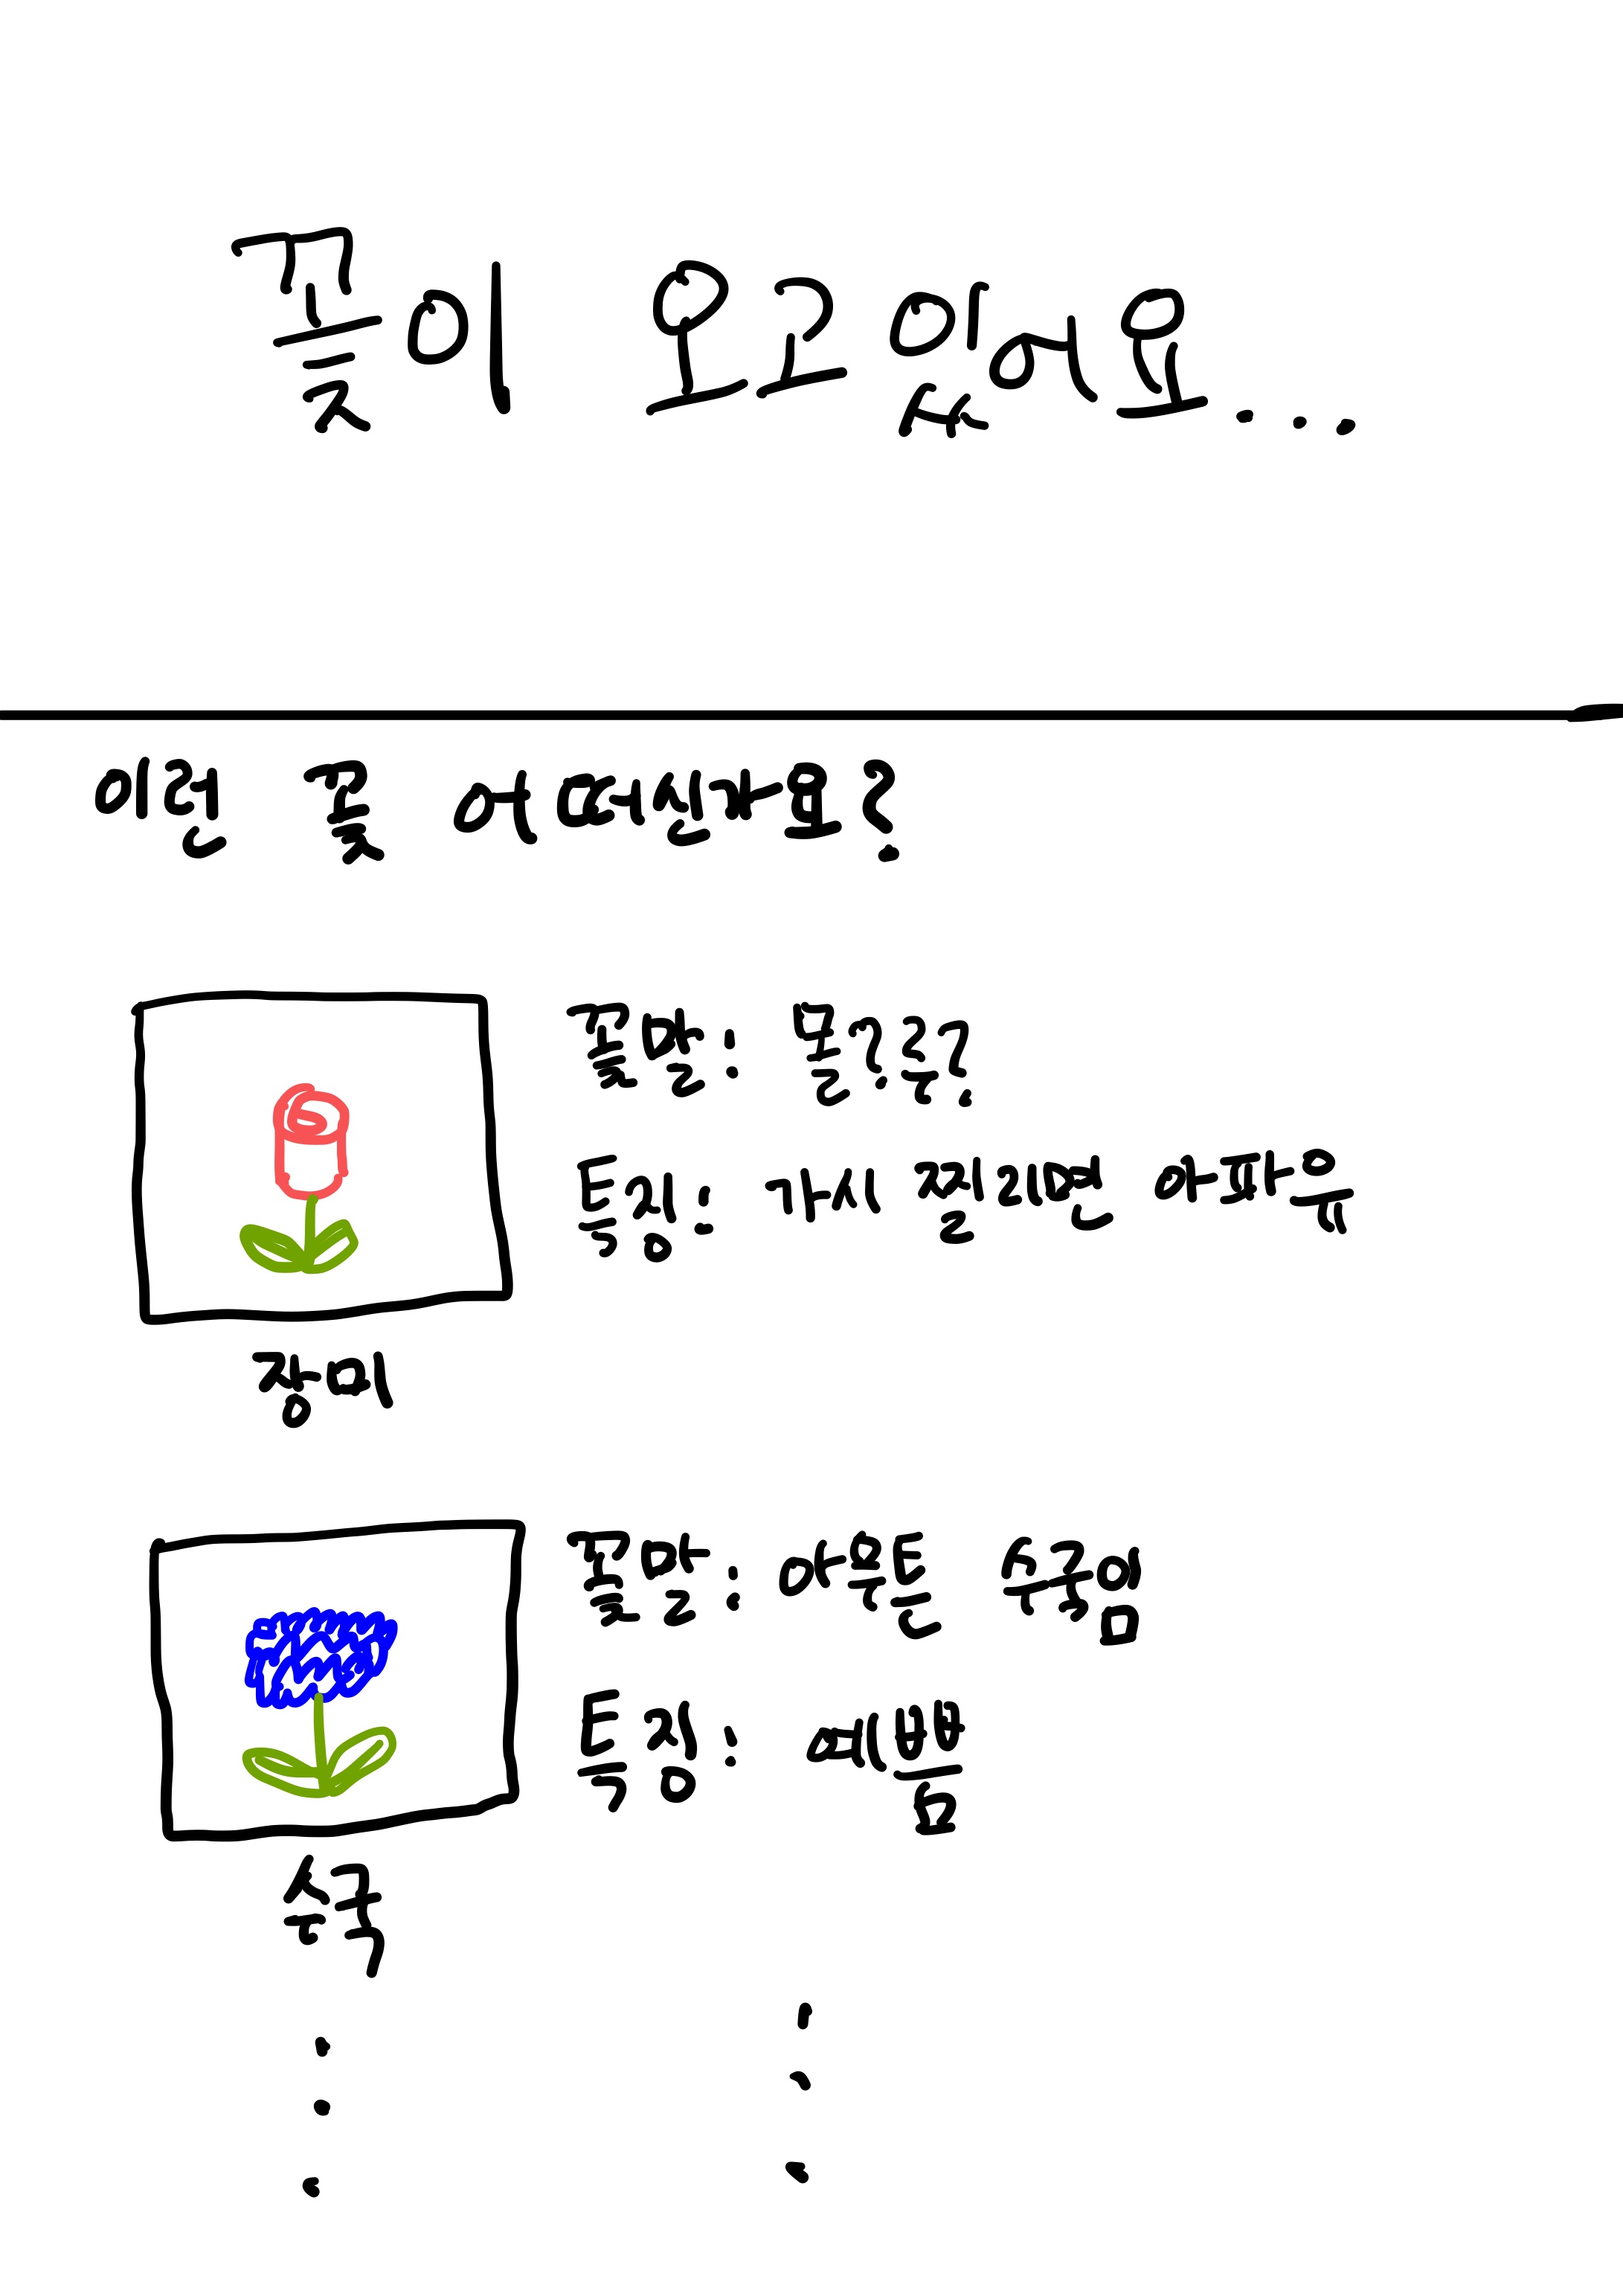 꽃이 오고 있어요...
이런 꽃 어떠신가요?
꽃말: 몰?루?
특징: 가시 찔리면 아파유
장미
꽃말: 아무튼 수국임
특징: 예뿜
수국